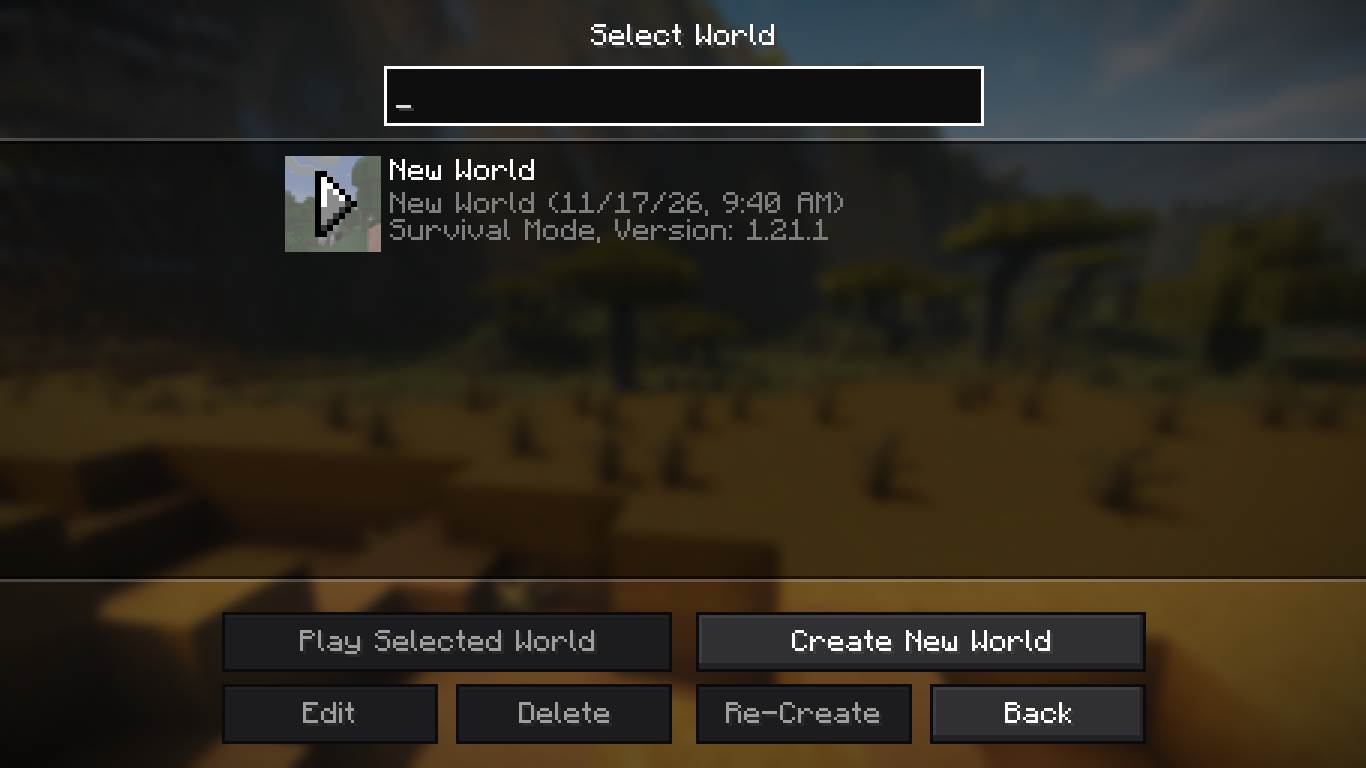 Select World
_
New World
New World (11/17/26, 9:40 AM)
Survival Mode, Version: 1.21.1
Play Selected World
Create New World
Edit
Delete
Re-Create
Back